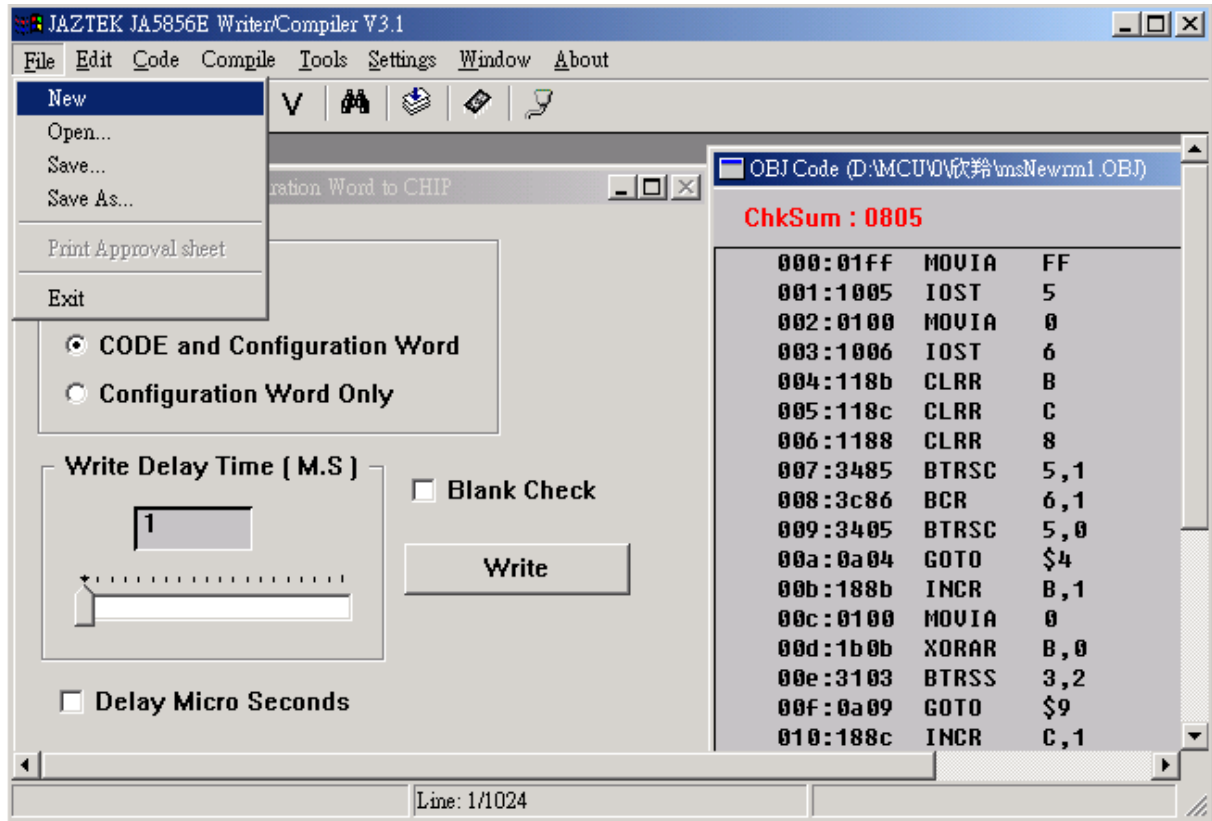 JAZTEK JA5856E Writer/Compiler V3.1
File Edit Code Compile Tools Settings Window About
New
Open...
Save...
Save As...
Print Approval sheet
Exit
V
ration Word to CHIP
CODE and Configuration Word
Configuration Word Only
Write Delay Time ( M.S )
1
Blank Check
Write
Delay Micro Seconds
OBJ Code (D:\MCU\0\欣羚\msNewrm1.OBJ)
ChkSum : 0805
000:01ff MOVIA FF
001:1005 IOST 5
002:0100 MOVIA 0
003:1006 IOST 6
004:118b CLRR B
005:118c CLRR C
006:1188 CLRR 8
007:3485 BTRSC 5,1
008:3c86 BCR 6,1
009:3405 BTRSC 5,0
00a:0a04 GOTO $4
00b:188b INCR B,1
00c:0100 MOVIA 0
00d:1b0b XORAR B,0
00e:3103 BTRSS 3,2
00f:0a09 GOTO $9
010:188c INCR C,1
Line: 1/1024